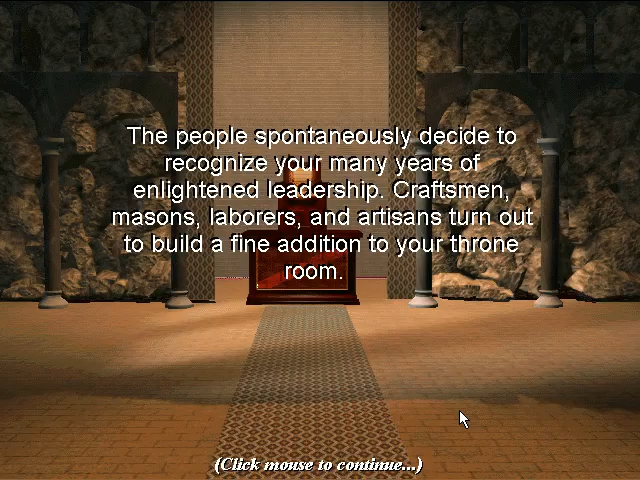 The people spontaneously decide to
recognize your many years of
enlightened leadership. Craftsmen,
masons, laborers, and artisans turn out
to build a fine addition to your throne
room.
(Click mouse to continue...)